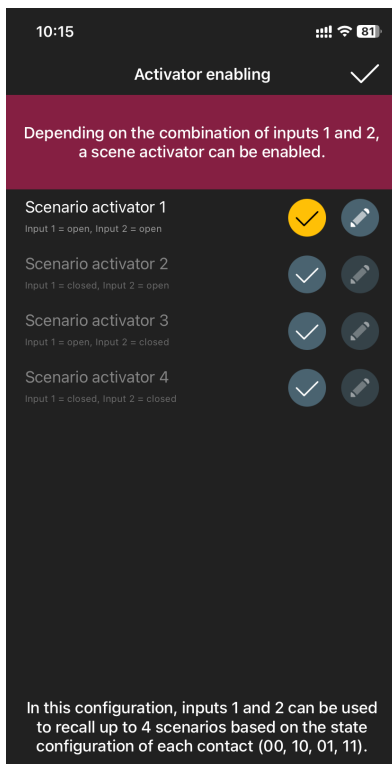 10:15
81
Activator enabling
Depending on the combination of inputs 1 and 2,
a scene activator can be enabled.
Scenario activator 1
Input 1 = open, Input 2 = open
Scenario activator 2
Input 1 = closed, Input 2 = open
Scenario activator 3
Input 1 = open, Input 2 = closed
Scenario activator 4
Input 1 = closed, Input 2 = closed
In this configuration, inputs 1 and 2 can be used
to recall up to 4 scenarios based on the state
configuration of each contact (00, 10, 01, 11).